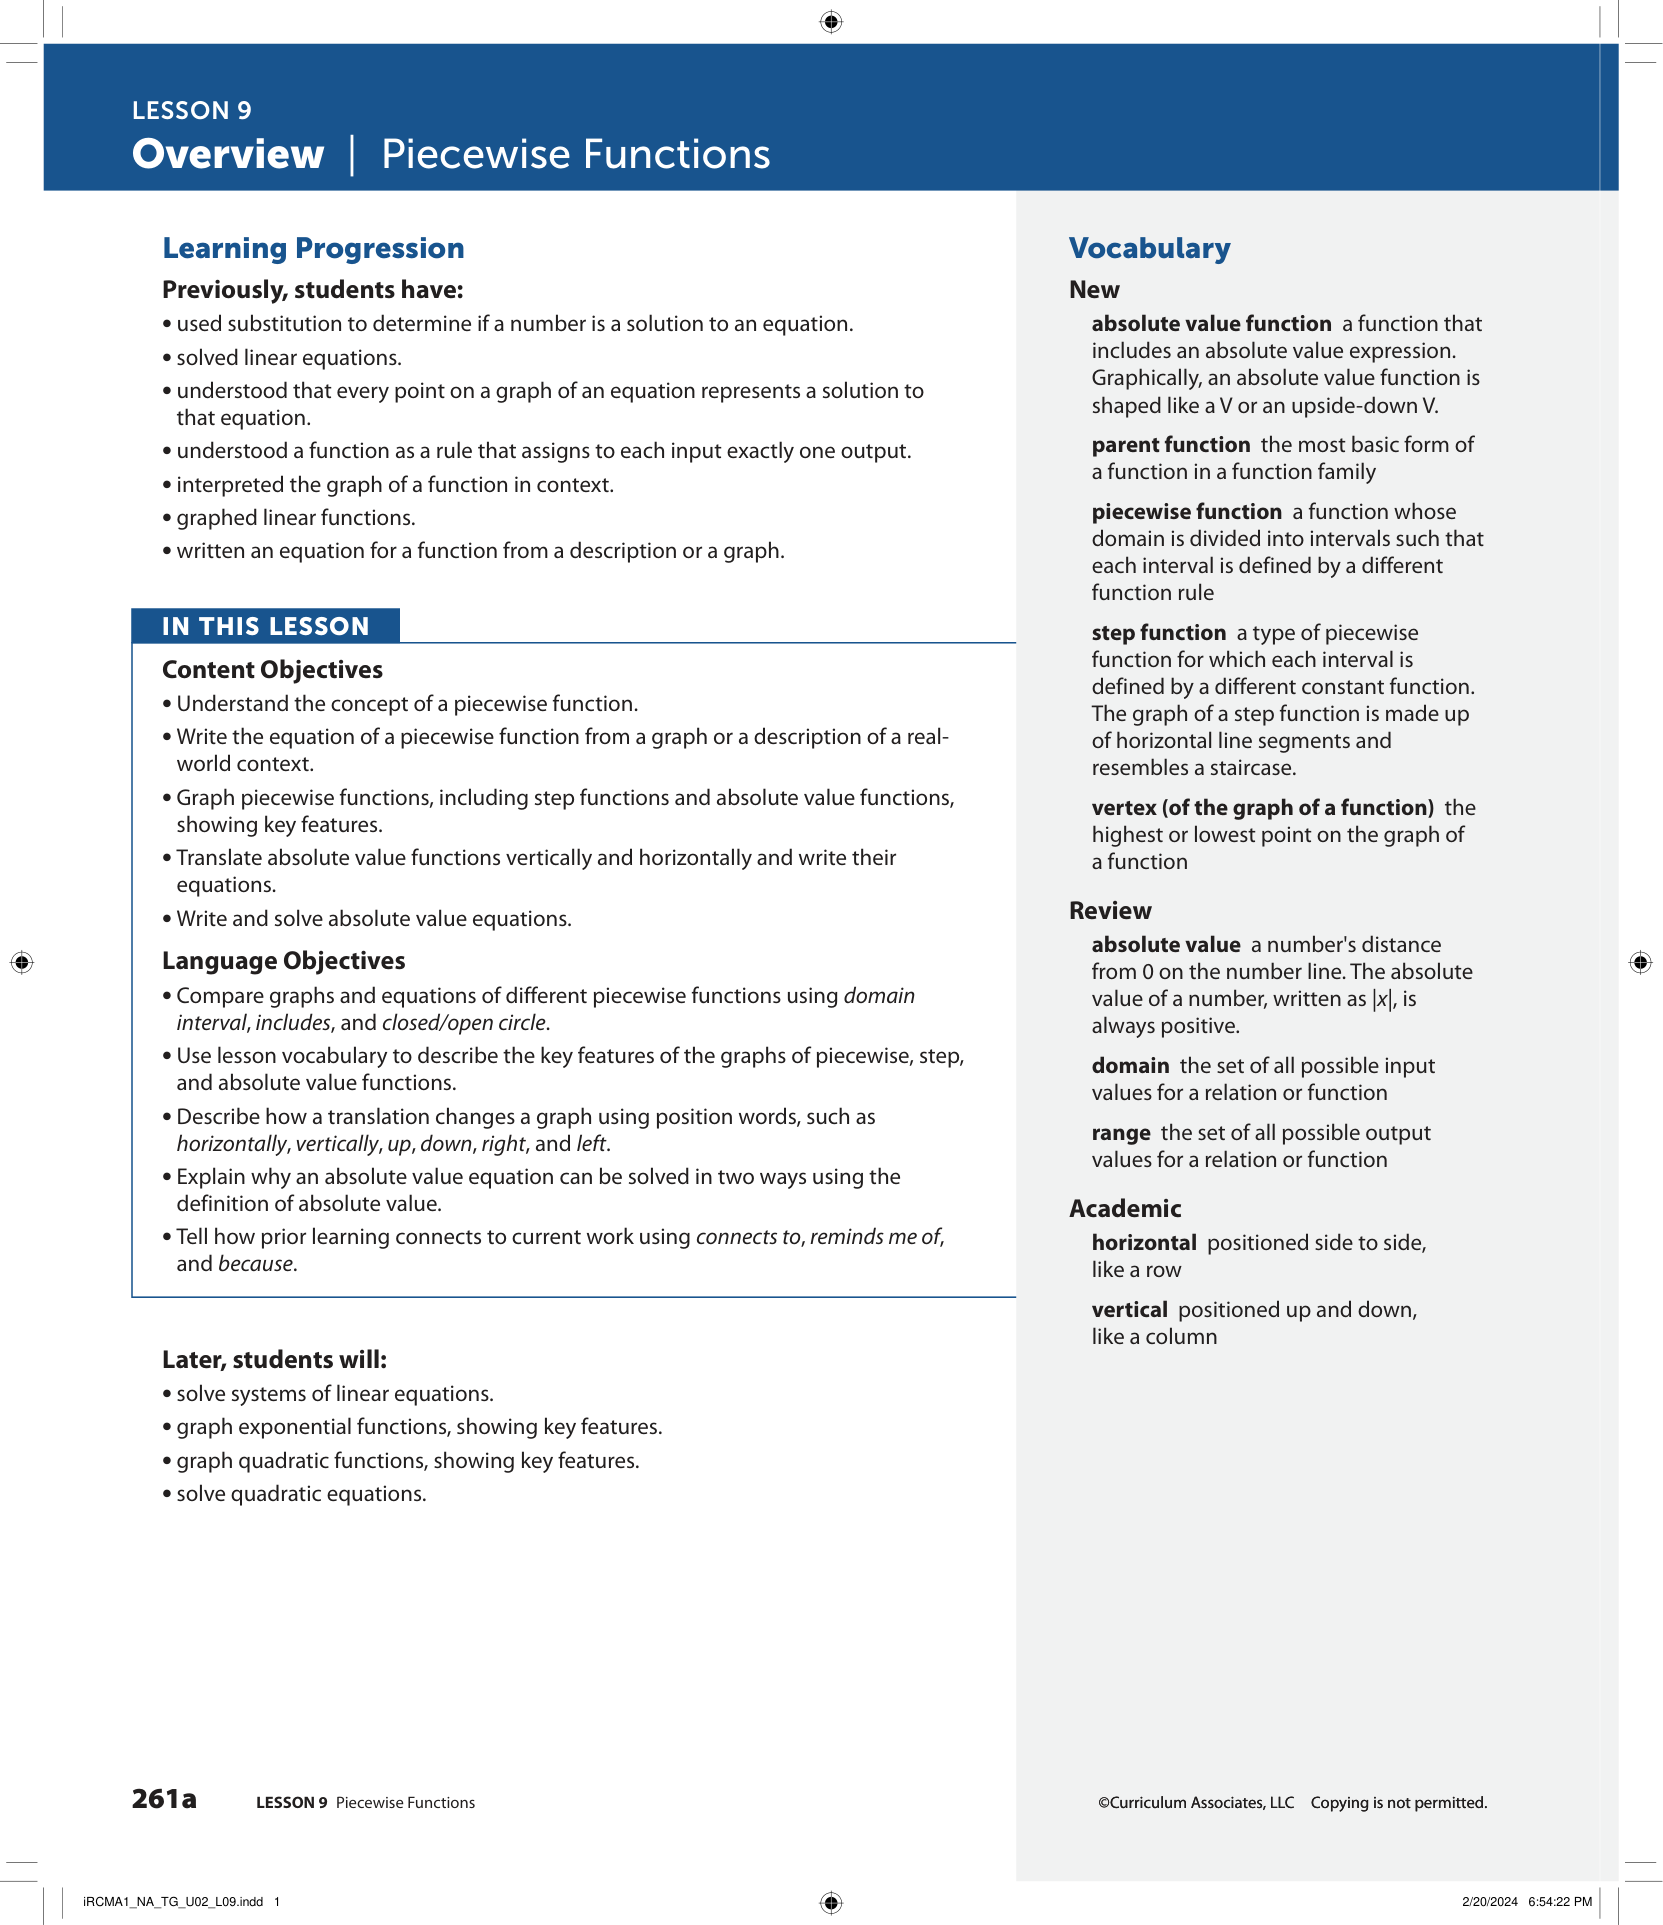 LESSON 9
Overview | Piecewise Functions
Learning Progression
Previously, students have:
• used substitution to determine if a number is a solution to an equation.
• solved linear equations.
• understood that every point on a graph of an equation represents a solution to
that equation.
• understood a function as a rule that assigns to each input exactly one output.
• interpreted the graph of a function in context.
• graphed linear functions.
• written an equation for a function from a description or a graph.
IN THIS LESSON
Content Objectives
• Understand the concept of a piecewise function.
• Write the equation of a piecewise function from a graph or a description of a real-
world context.
• Graph piecewise functions, including step functions and absolute value functions,
showing key features.
• Translate absolute value functions vertically and horizontally and write their
equations.
• Write and solve absolute value equations.
Language Objectives
• Compare graphs and equations of different piecewise functions using domain
interval, includes, and closed/open circle.
• Use lesson vocabulary to describe the key features of the graphs of piecewise, step,
and absolute value functions.
• Describe how a translation changes a graph using position words, such as
horizontally, vertically, up, down, right, and left.
• Explain why an absolute value equation can be solved in two ways using the
definition of absolute value.
• Tell how prior learning connects to current work using connects to, reminds me of,
and because.
Later, students will:
• solve systems of linear equations.
• graph exponential functions, showing key features.
• graph quadratic functions, showing key features.
• solve quadratic equations.
Vocabulary
New
absolute value function a function that
includes an absolute value expression.
Graphically, an absolute value function is
shaped like a V or an upside-down V.
parent function the most basic form of
a function in a function family
piecewise function a function whose
domain is divided into intervals such that
each interval is defined by a different
function rule
step function a type of piecewise
function for which each interval is
defined by a different constant function.
The graph of a step function is made up
of horizontal line segments and
resembles a staircase.
vertex (of the graph of a function) the
highest or lowest point on the graph of
a function
Review
absolute value a number's distance
from 0 on the number line. The absolute
value of a number, written as |x|, is
always positive.
domain the set of all possible input
values for a relation or function
range the set of all possible output
values for a relation or function
Academic
horizontal positioned side to side,
like a row
vertical positioned up and down,
like a column
261a LESSON 9 Piecewise Functions
©Curriculum Associates, LLC Copying is not permitted.
iRCMA1_NA_TG_U02_L09.indd 1
2/20/2024 6:54:22 PM